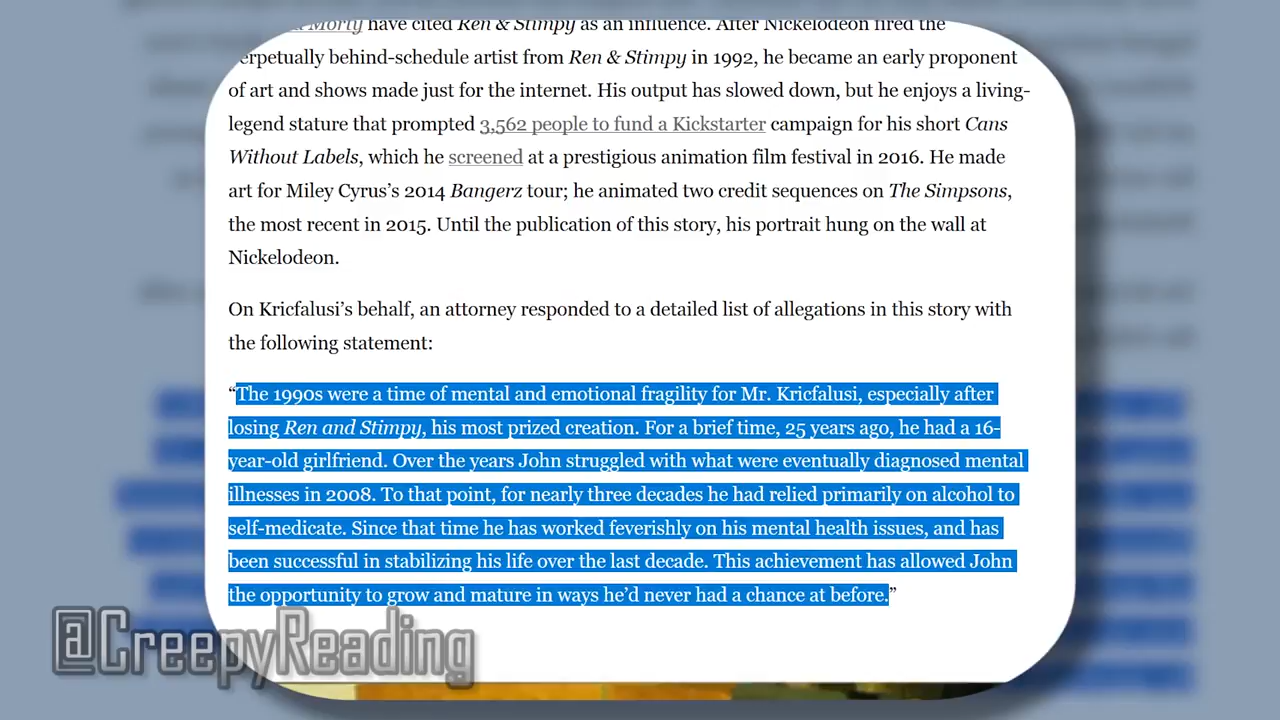 Morty have cited Ren & Stimpy as an influence. After Nickelodeon fired the
perpetually behind-schedule artist from Ren & Stimpy in 1992, he became an early proponent
of art and shows made just for the internet. His output has slowed down, but he enjoys a living-
legend stature that prompted 3,562 people to fund a Kickstarter campaign for his short Cans
Without Labels, which he screened at a prestigious animation film festival in 2016. He made
art for Miley Cyrus’s 2014 Bangerz tour; he animated two credit sequences on The Simpsons,
the most recent in 2015. Until the publication of this story, his portrait hung on the wall at
Nickelodeon.
On Kricfalusi’s behalf, an attorney responded to a detailed list of allegations in this story with
the following statement:
“The 1990s were a time of mental and emotional fragility for Mr. Kricfalusi, especially after
losing Ren and Stimpy, his most prized creation. For a brief time, 25 years ago, he had a 16-
year-old girlfriend. Over the years John struggled with what were eventually diagnosed mental
illnesses in 2008. To that point, for nearly three decades he had relied primarily on alcohol to
self-medicate. Since that time he has worked feverishly on his mental health issues, and has
been successful in stabilizing his life over the last decade. This achievement has allowed John
the opportunity to grow and mature in ways he’d never had a chance at before.”
@CreepyReading